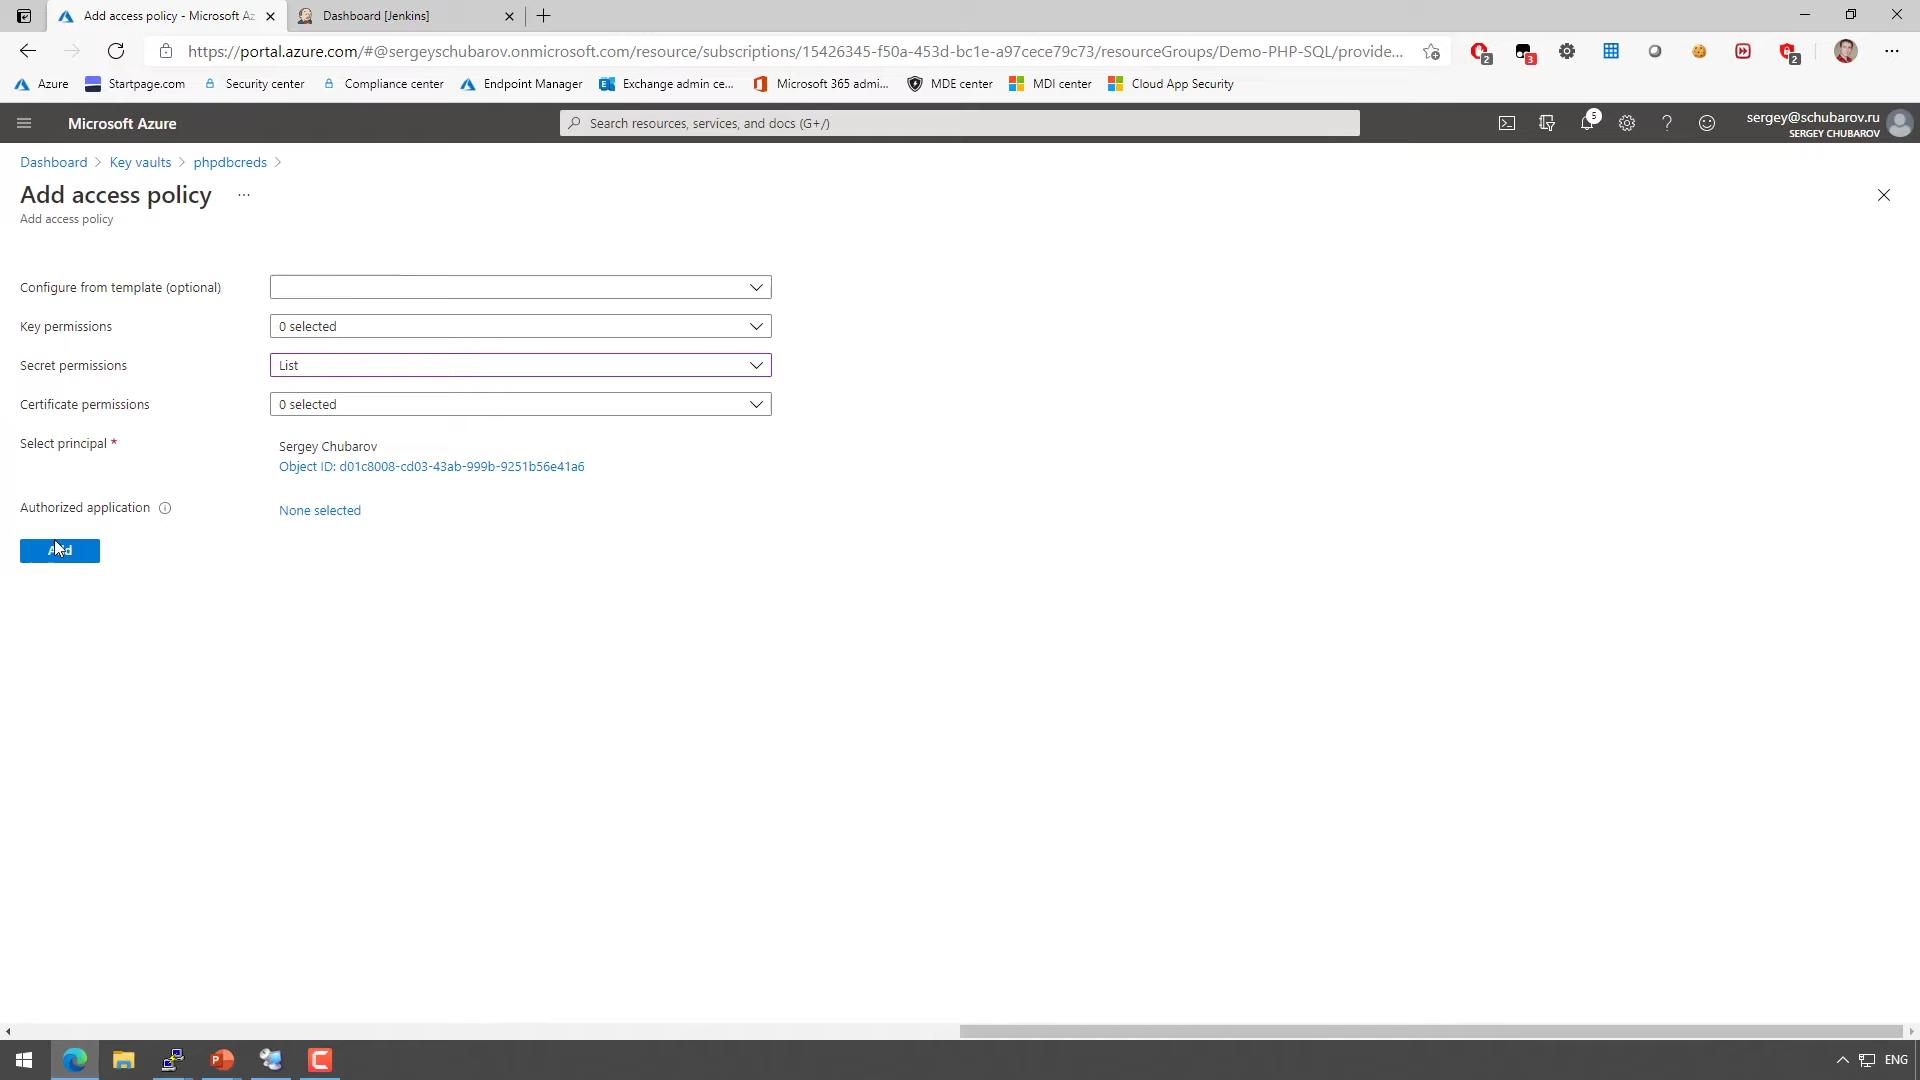 Add access policy - Microsoft Az
Dashboard [Jenkins]
https://portal.azure.com/#@sergeyschubarov.onmicrosoft.com/resource/subscriptions/15426345-f50a-453d-bc1e-a97cece79c73/resourceGroups/Demo-PHP-SQL/provide...
2
3
2
Azure
Startpage.com
Security center
Compliance center
Endpoint Manager
Exchange admin ce...
Microsoft 365 admi...
MDE center
MDI center
Cloud App Security
Microsoft Azure
Search resources, services, and docs (G+/)
5
sergey@schubarov.ru
SERGEY CHUBAROV
Dashboard
Key vaults
phpdbcreds
Add access policy
Add access policy
Configure from template (optional)
Key permissions
0 selected
Secret permissions
List
Certificate permissions
0 selected
Select principal *
Sergey Chubarov
Object ID: d01c8008-cd03-43ab-999b-9251b56e41a6
Authorized application
None selected
Add
ENG